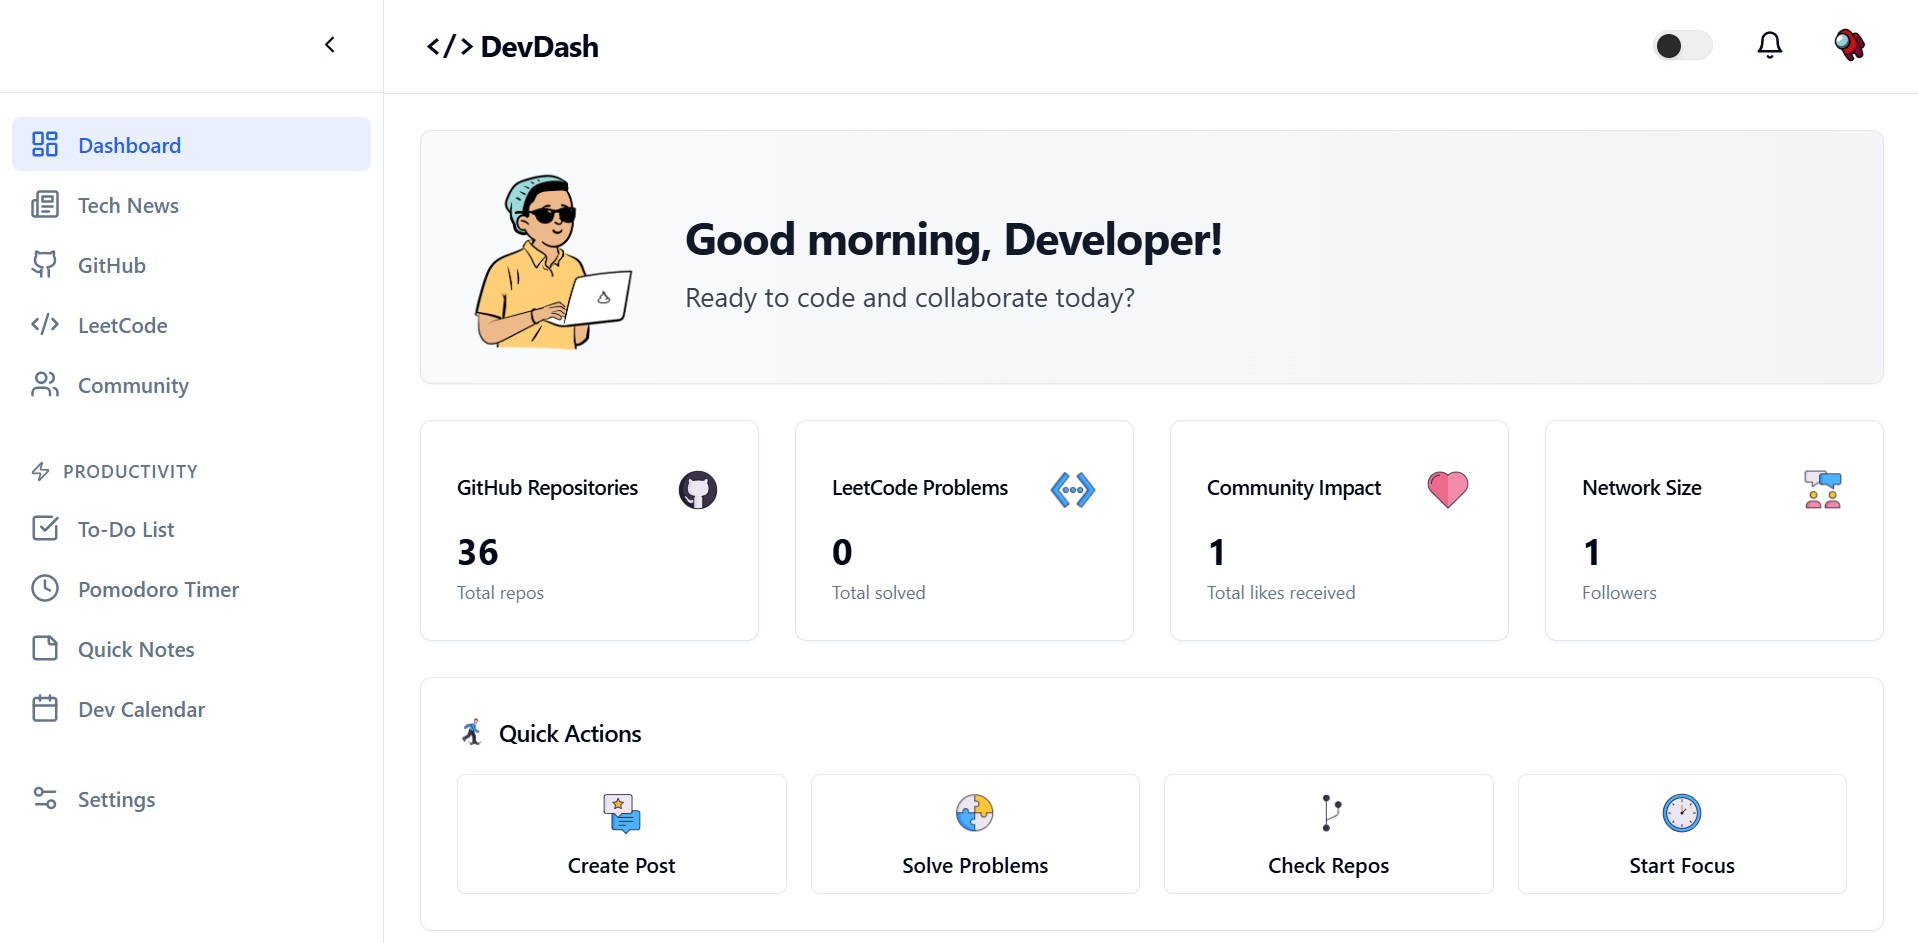 </> DevDash
Dashboard
Tech News
GitHub
LeetCode
Community
PRODUCTIVITY
To-Do List
Pomodoro Timer
Quick Notes
Dev Calendar
Settings
Good morning, Developer!
Ready to code and collaborate today?
GitHub Repositories
36
Total repos
LeetCode Problems
0
Total solved
Community Impact
1
Total likes received
Network Size
1
Followers
Quick Actions
Create Post
Solve Problems
Check Repos
Start Focus